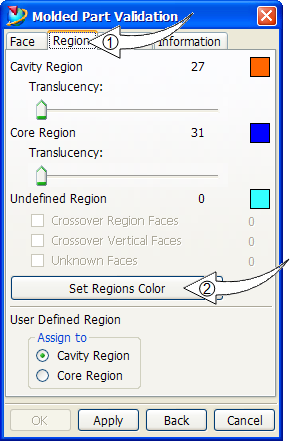 Molded Part Validation
Face Region Information
1
Cavity Region 27
Translucency:
Core Region 31
Translucency:
Undefined Region 0
Crossover Region Faces 0
Crossover Vertical Faces 0
Unknown Faces 0
Set Regions Color 2
User Defined Region
Assign to
Cavity Region
Core Region
OK Apply Back Cancel